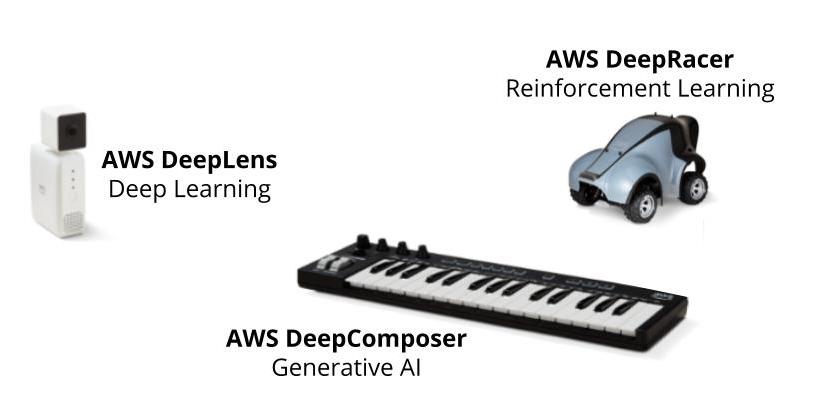 AWS DeepRacer
Reinforcement Learning
AWS DeepLens
Deep Learning
AWS DeepComposer
Generative AI